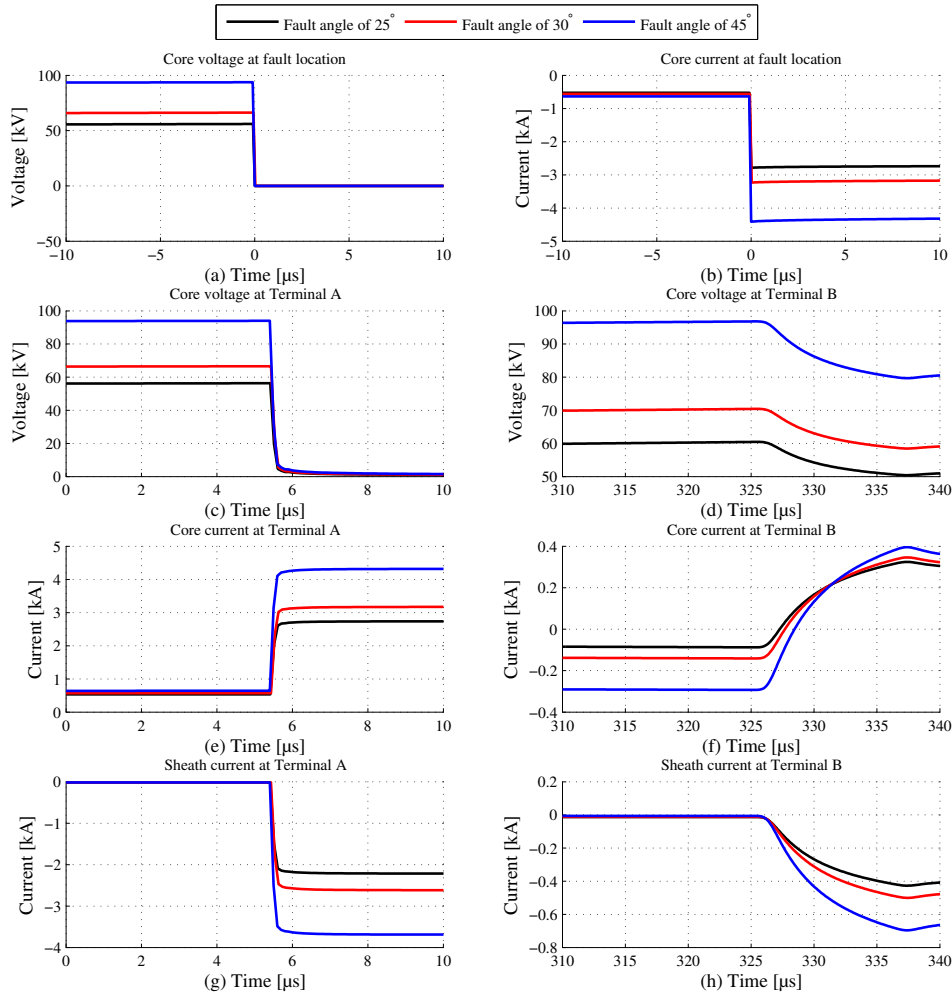 Fault angle of 25° Fault angle of 30° Fault angle of 45°
Core voltage at fault location
100
50
0
−50
Voltage [kV]
−10 −5 0 5 10
(a) Time [µs]
Core current at fault location
0
−1
−2
−3
−4
−5
Current [kA]
−10 −5 0 5 10
(b) Time [µs]
Core voltage at Terminal A
100
80
60
40
20
0
Voltage [kV]
0 2 4 6 8 10
(c) Time [µs]
Core voltage at Terminal B
100
90
80
70
60
50
Voltage [kV]
310 315 320 325 330 335 340
(d) Time [µs]
Core current at Terminal A
5
4
3
2
1
0
Current [kA]
0 2 4 6 8 10
(e) Time [µs]
Core current at Terminal B
0.4
0.2
0
−0.2
−0.4
Current [kA]
310 315 320 325 330 335 340
(f) Time [µs]
Sheath current at Terminal A
0
−1
−2
−3
−4
Current [kA]
0 2 4 6 8 10
(g) Time [µs]
Sheath current at Terminal B
0.2
0
−0.2
−0.4
−0.6
−0.8
Current [kA]
310 315 320 325 330 335 340
(h) Time [µs]